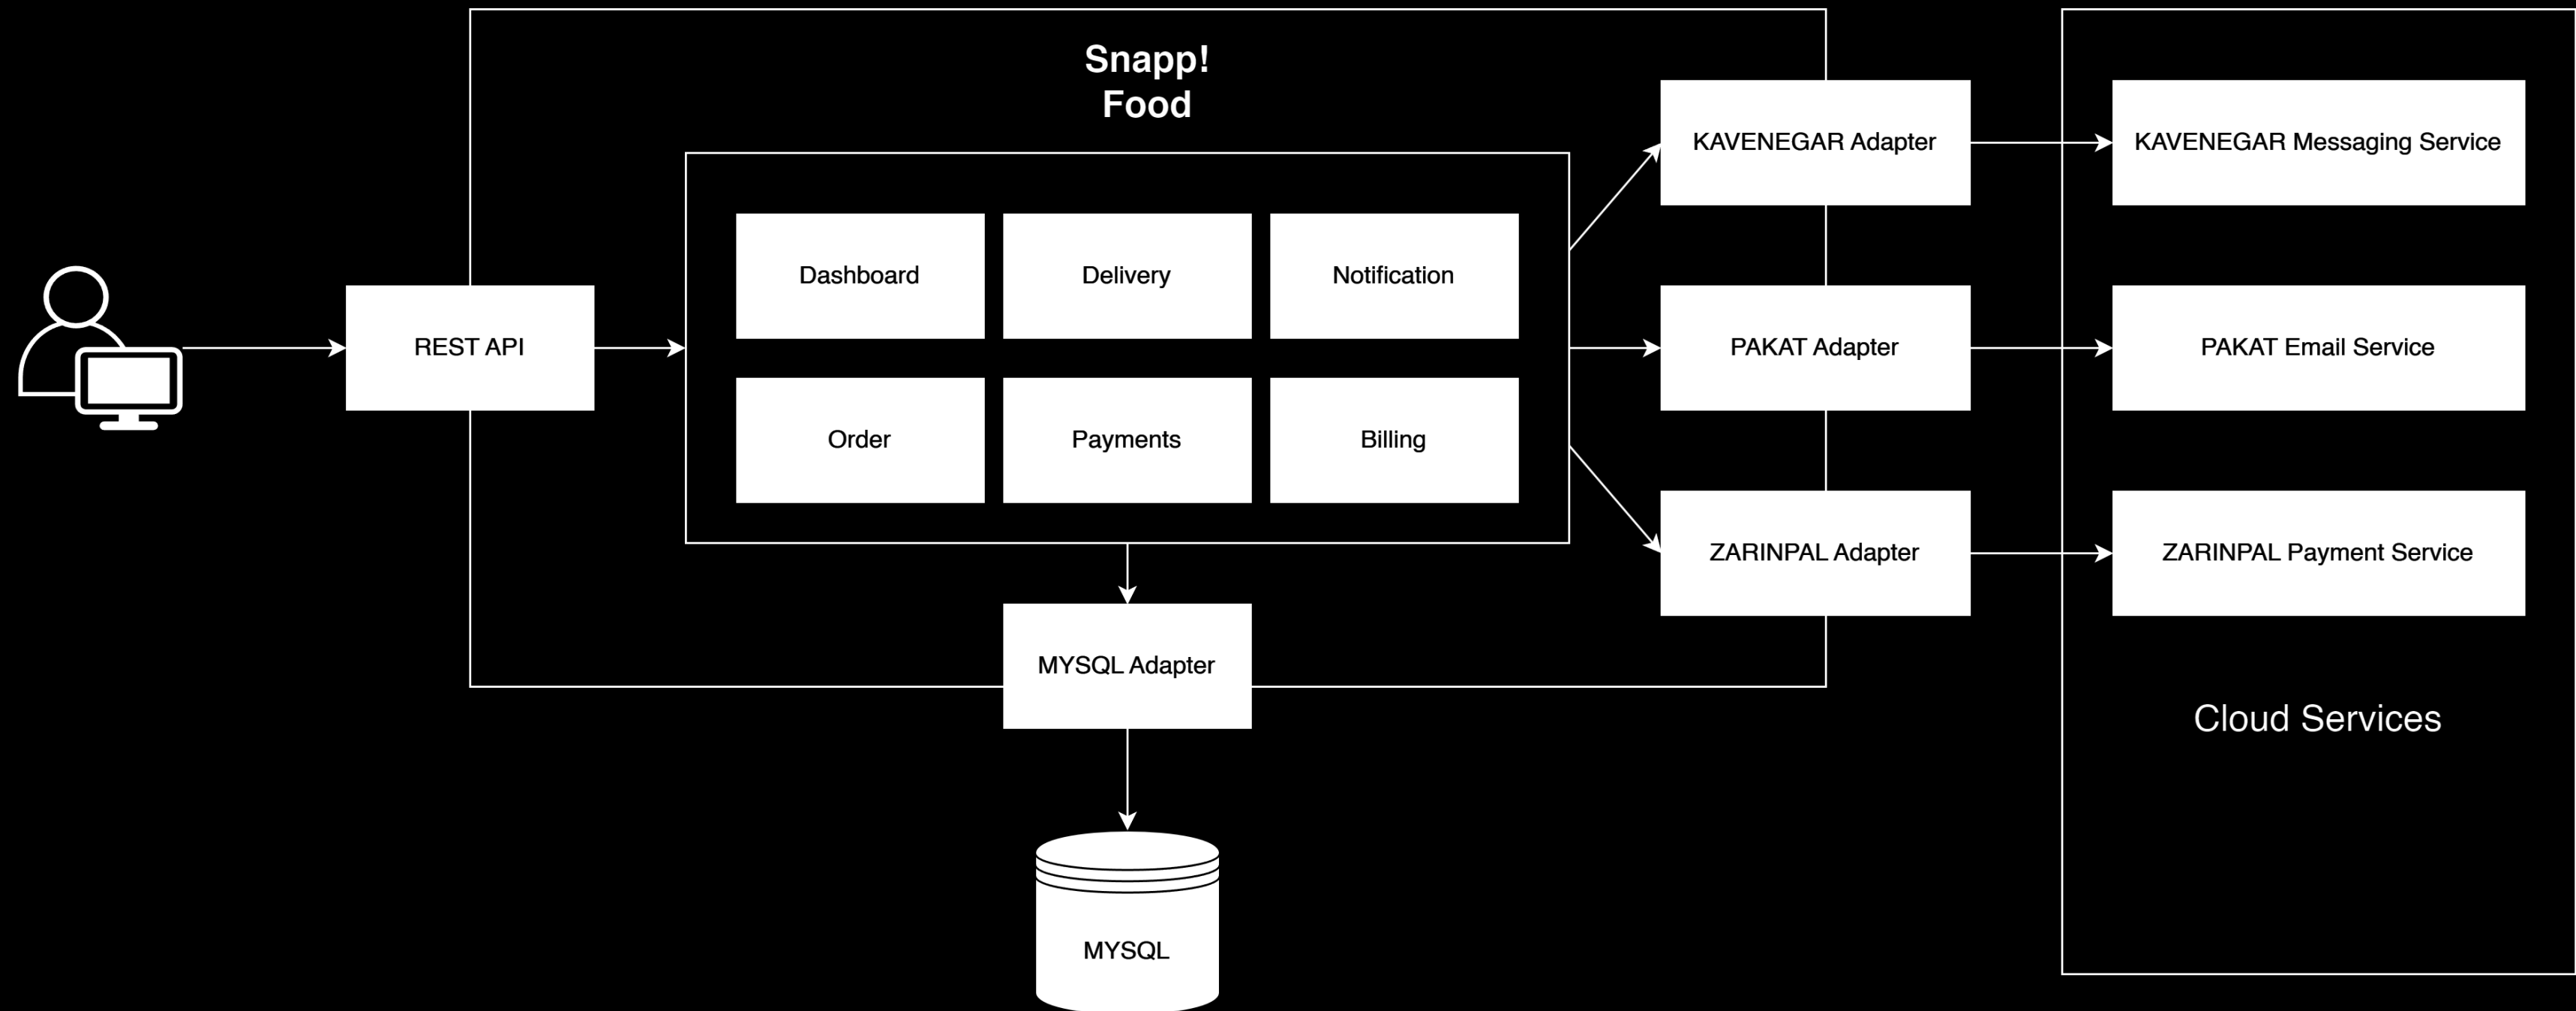 Snapp!
Food
KAVENEGAR Adapter
KAVENEGAR Messaging Service
Dashboard
Delivery
Notification
REST API
PAKAT Adapter
PAKAT Email Service
Order
Payments
Billing
ZARINPAL Adapter
ZARINPAL Payment Service
MYSQL Adapter
Cloud Services
MYSQL